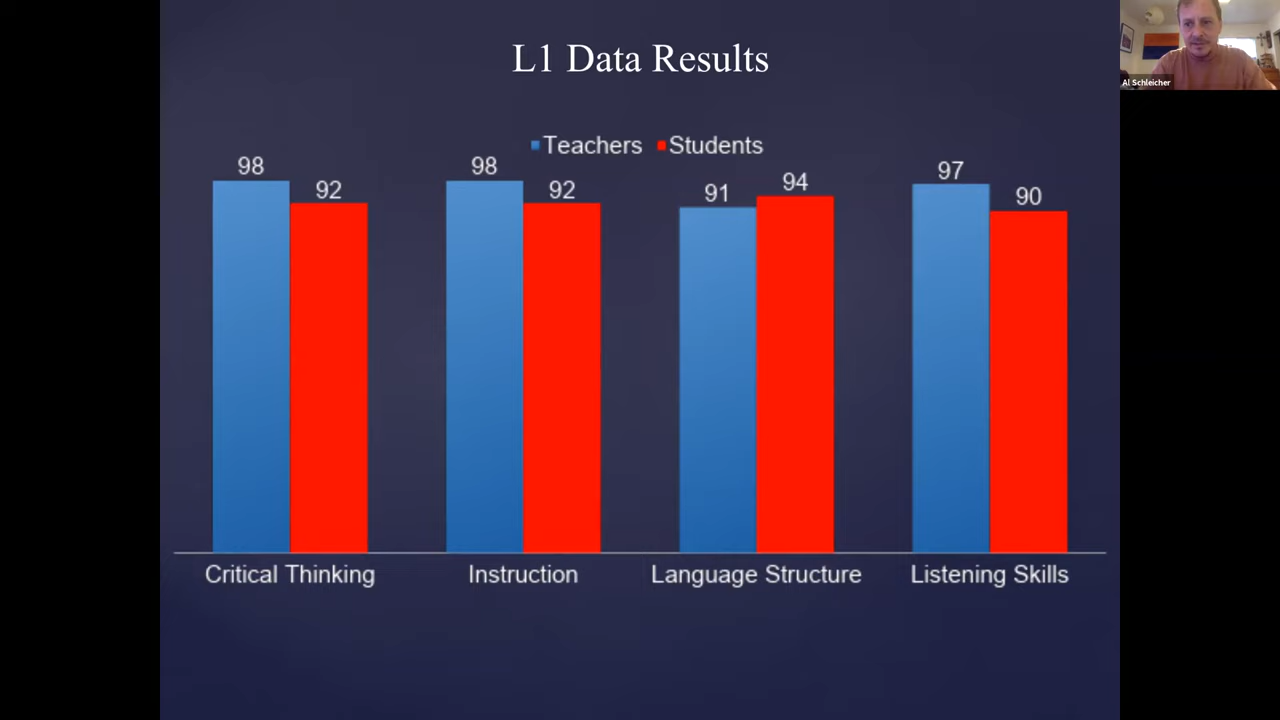 L1 Data Results
Al Schleicher
Teachers Students
98 92 98 92 91 94 97 90
Critical Thinking Instruction Language Structure Listening Skills